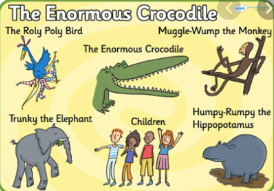 The Enormous Crocodile
The Roly Poly Bird
Muggle-Wump the Monkey
The Enormous Crocodile
Trunky the Elephant
Children
Humpy-Rumpy the
Hippopotamus